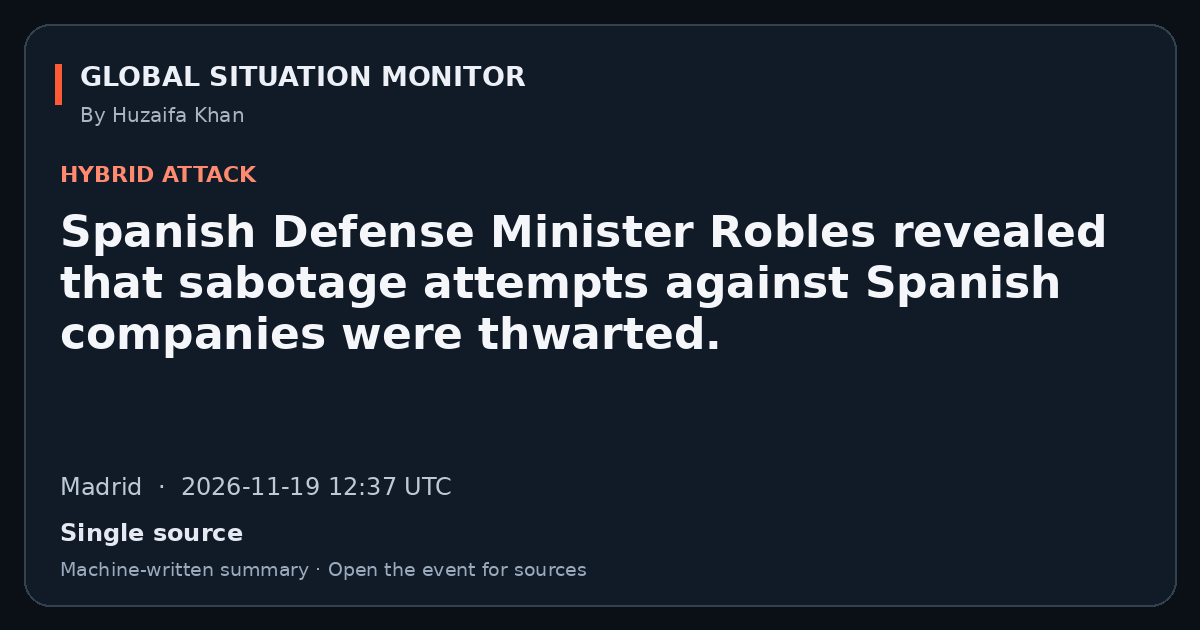 GLOBAL SITUATION MONITOR
By Huzaifa Khan
HYBRID ATTACK
Spanish Defense Minister Robles revealed
that sabotage attempts against Spanish
companies were thwarted.
Madrid · 2026-11-19 12:37 UTC
Single source
Machine-written summary · Open the event for sources